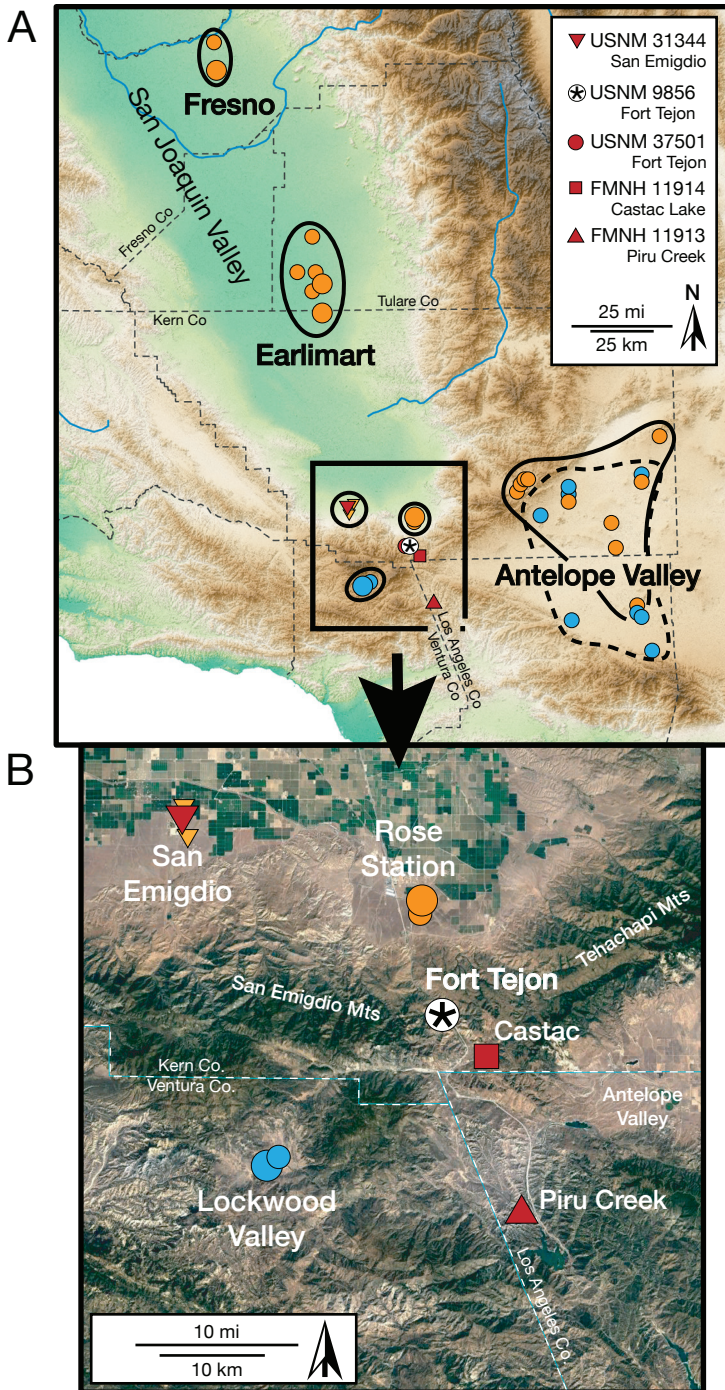 A
Fresno
San Joaquin Valley
Fresno Co
Kern Co
Tulare Co
Earlimart
USNM 31344
San Emigdio
USNM 9856
Fort Tejon
USNM 37501
Fort Tejon
FMNH 11914
Castac Lake
FMNH 11913
Piru Creek
N
25 mi
25 km
Antelope Valley
Los Angeles Co
Ventura Co
B
San
Emigdio
Rose
Station
Tehachapi Mts
San Emigdio Mts
Fort Tejon
Castac
Kern Co.
Ventura Co.
Antelope
Valley
Lockwood
Valley
Piru Creek
Los Angeles Co
10 mi
10 km